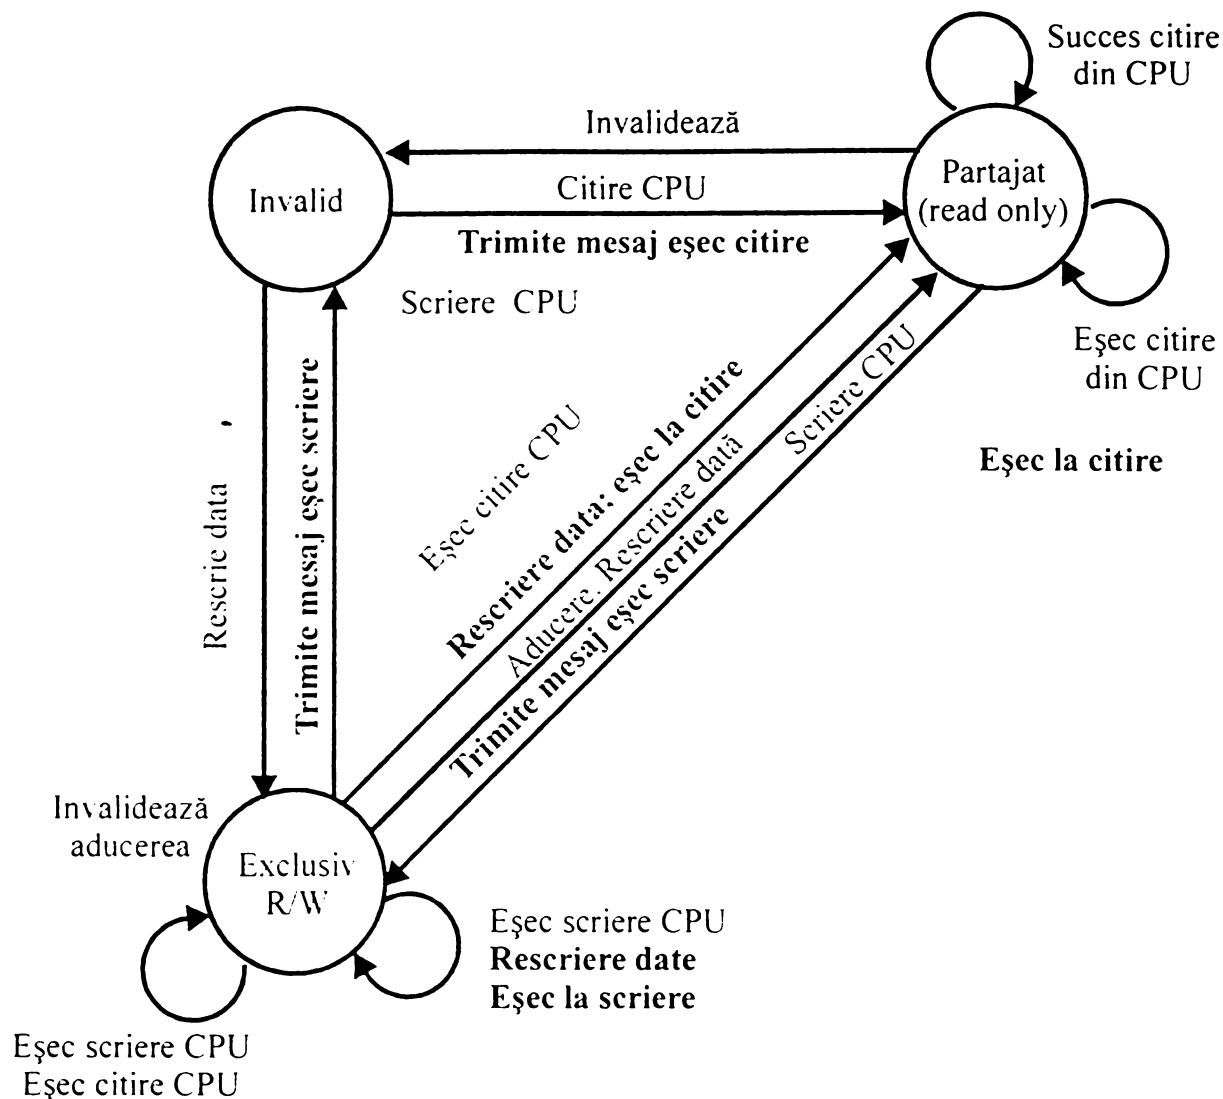 Succes citire
din CPU
Invalidează
Invalid
Citire CPU
Partajat
(read only)
Trimite mesaj eşec citire
Scriere CPU
Eşec citire
din CPU
Eşec la citire
Rescrie data
Trimite mesaj eşec scriere
Eşec citire CPU
Rescriere data; eşec la citire
Aducere. Rescriere dată
Scriere CPU
Trimite mesaj eşec scriere
Invalidează
aducerea
Exclusiv
R/W
Eşec scriere CPU
Rescriere date
Eşec la scriere
Eşec scriere CPU
Eşec citire CPU